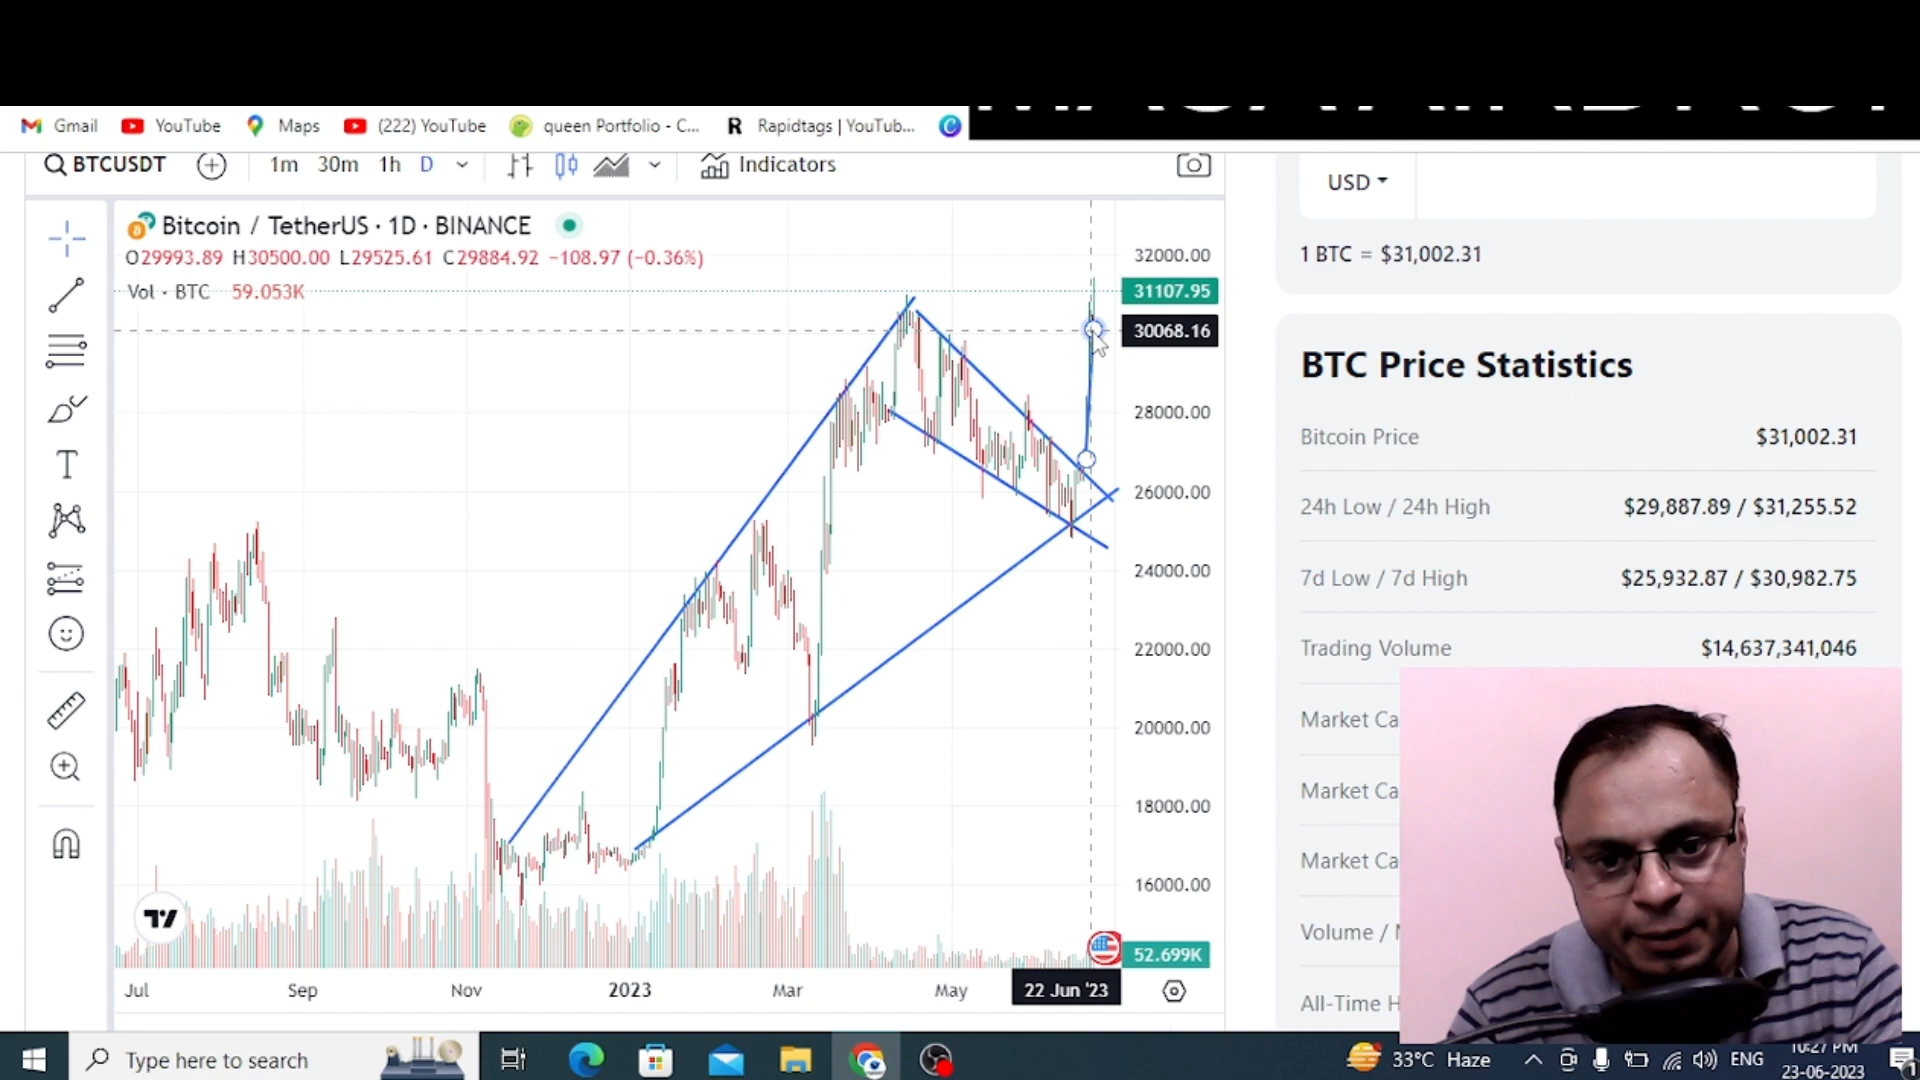 Gmail YouTube Maps (222) YouTube queen Portfolio - C... R Rapidtags | YouTub... C
BTCUSDT 1m 30m 1h D Indicators
USD
Bitcoin / TetherUS · 1D · BINANCE
O29993.89 H30500.00 L29525.61 C29884.92 −108.97 (−0.36%)
Vol · BTC 59.053K
32000.00
31107.95
30068.16
28000.00
26000.00
24000.00
22000.00
20000.00
18000.00
16000.00
52.699K
Jul Sep Nov 2023 Mar May 22 Jun '23
1 BTC = $31,002.31
BTC Price Statistics
Bitcoin Price $31,002.31
24h Low / 24h High $29,887.89 / $31,255.52
7d Low / 7d High $25,932.87 / $30,982.75
Trading Volume $14,637,341,046
Market Ca
Market Ca
Market Ca
Volume /
All-Time H
Type here to search
33°C Haze ENG
10:27 PM
23-06-2023
1